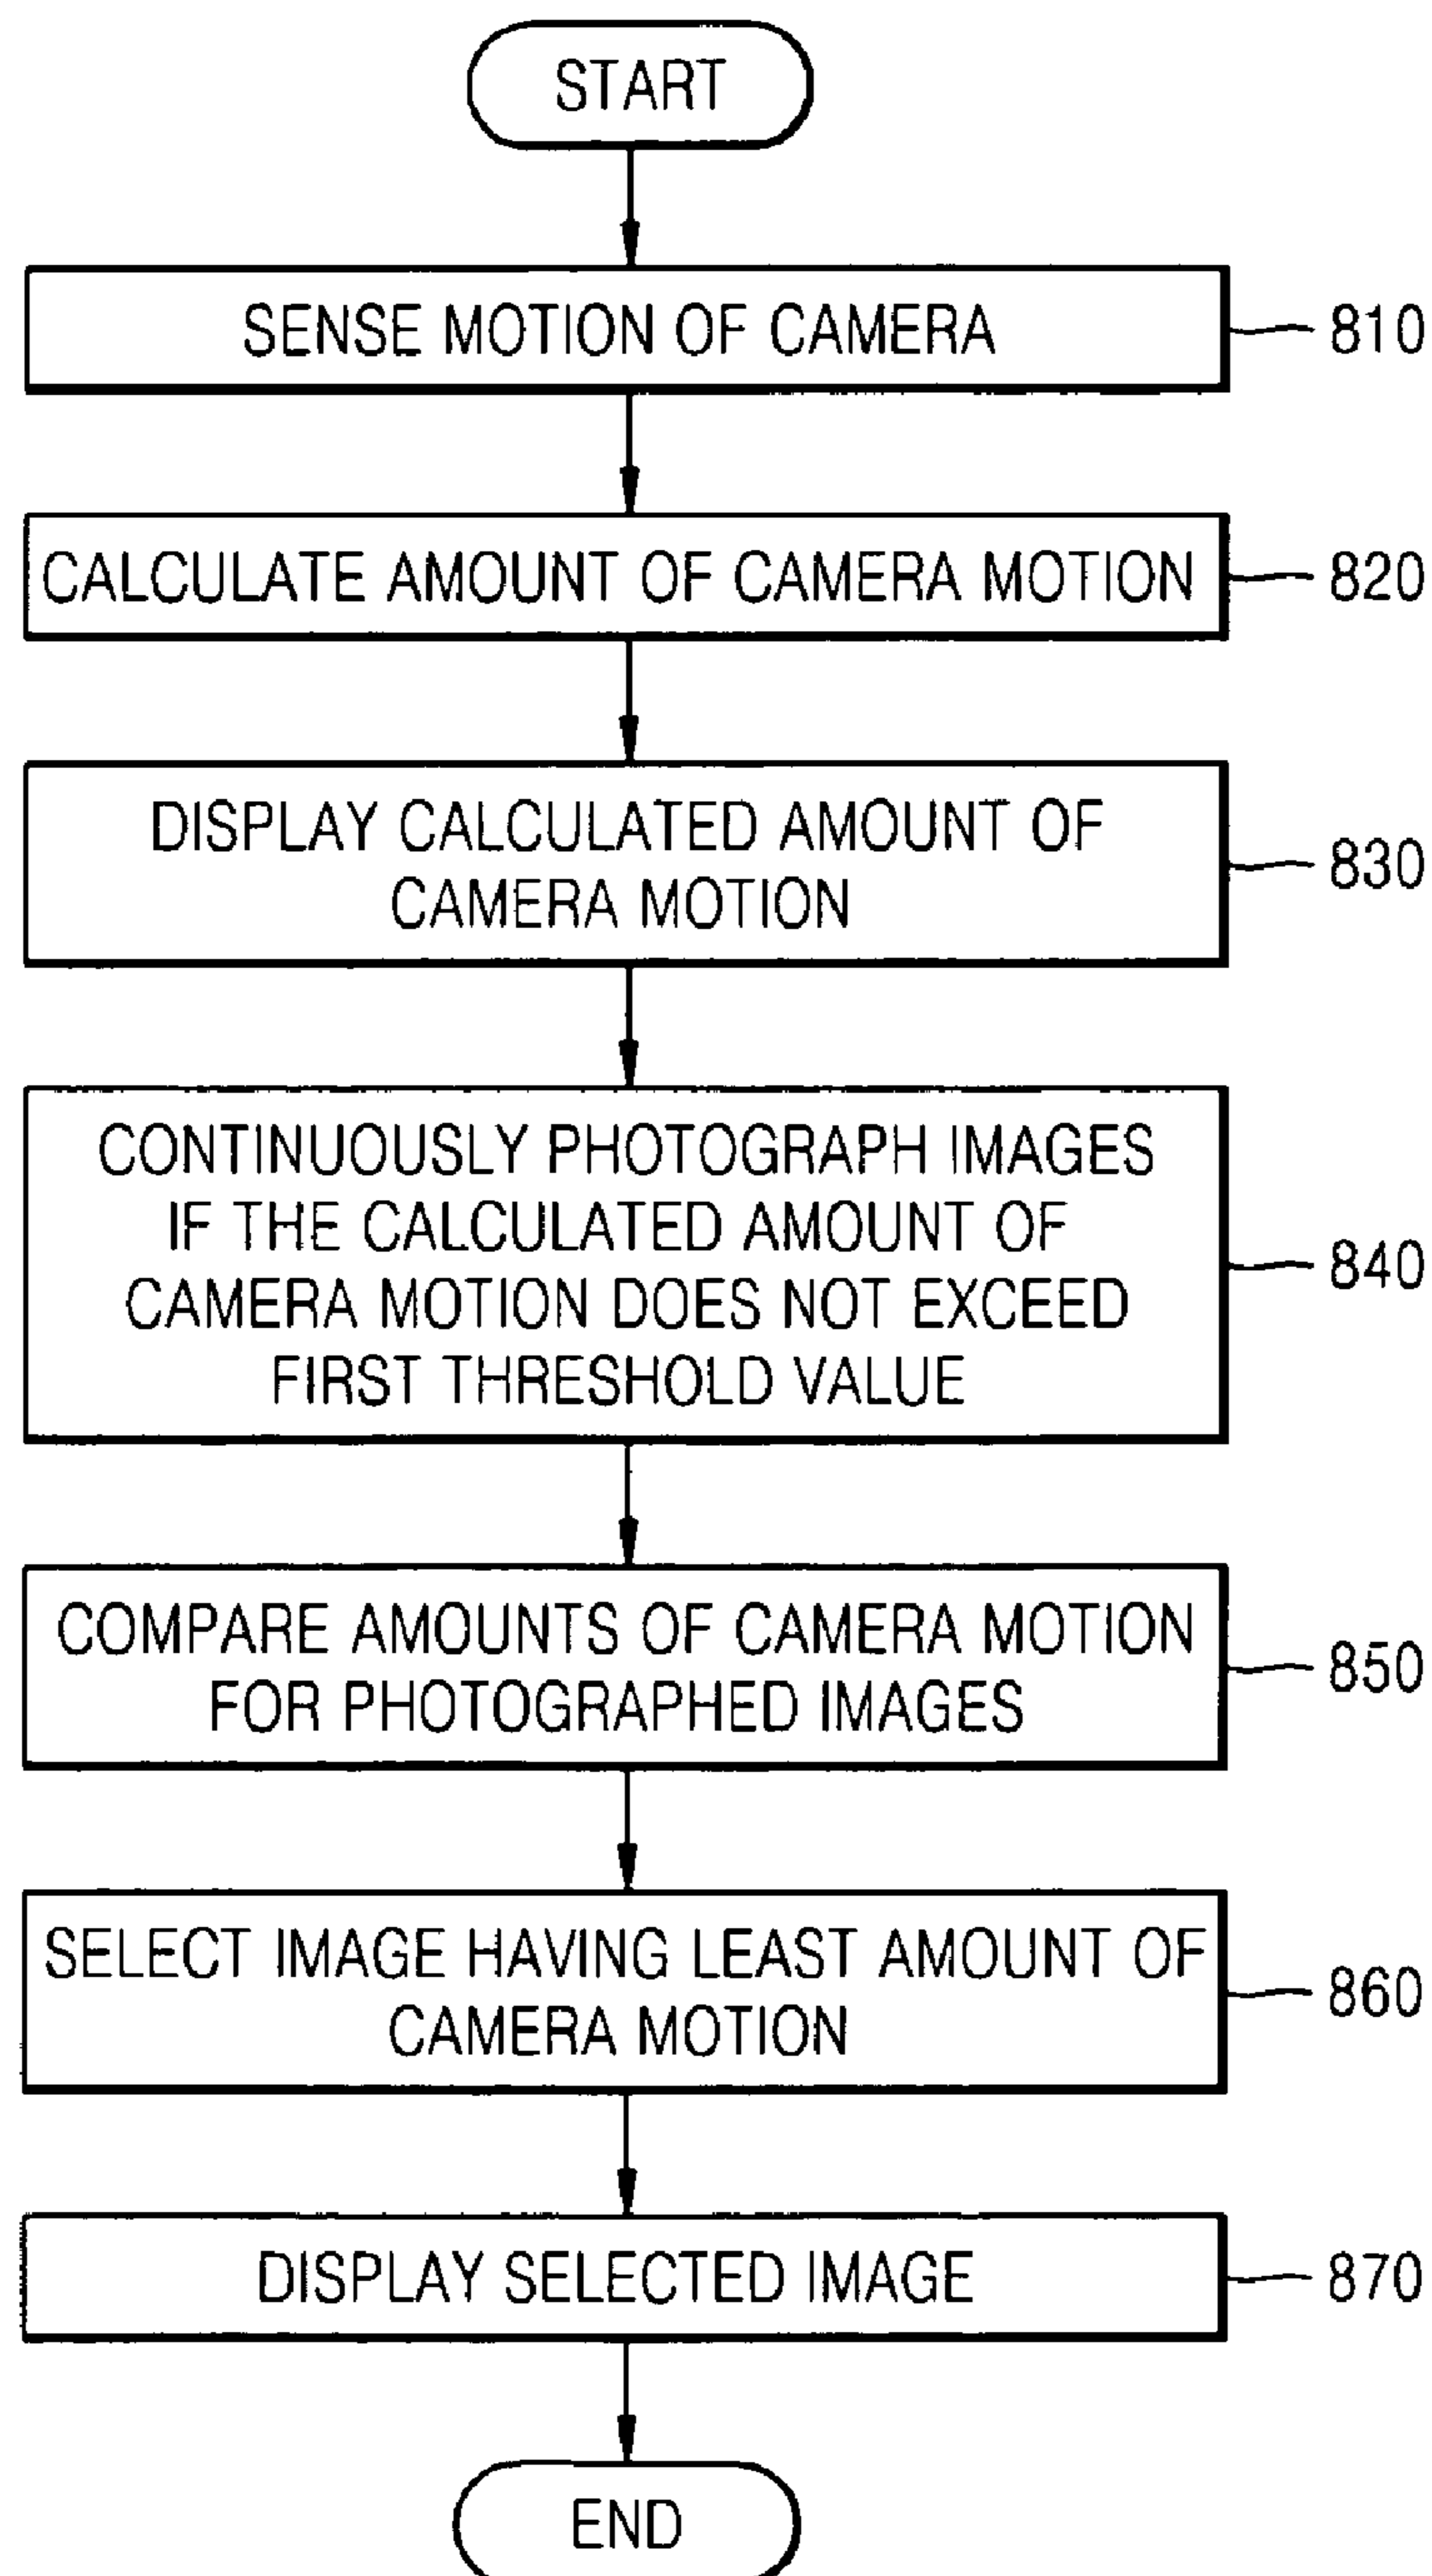 START
SENSE MOTION OF CAMERA
810
CALCULATE AMOUNT OF CAMERA MOTION
820
DISPLAY CALCULATED AMOUNT OF
CAMERA MOTION
830
CONTINUOUSLY PHOTOGRAPH IMAGES
IF THE CALCULATED AMOUNT OF
CAMERA MOTION DOES NOT EXCEED
FIRST THRESHOLD VALUE
840
COMPARE AMOUNTS OF CAMERA MOTION
FOR PHOTOGRAPHED IMAGES
850
SELECT IMAGE HAVING LEAST AMOUNT OF
CAMERA MOTION
860
DISPLAY SELECTED IMAGE
870
END